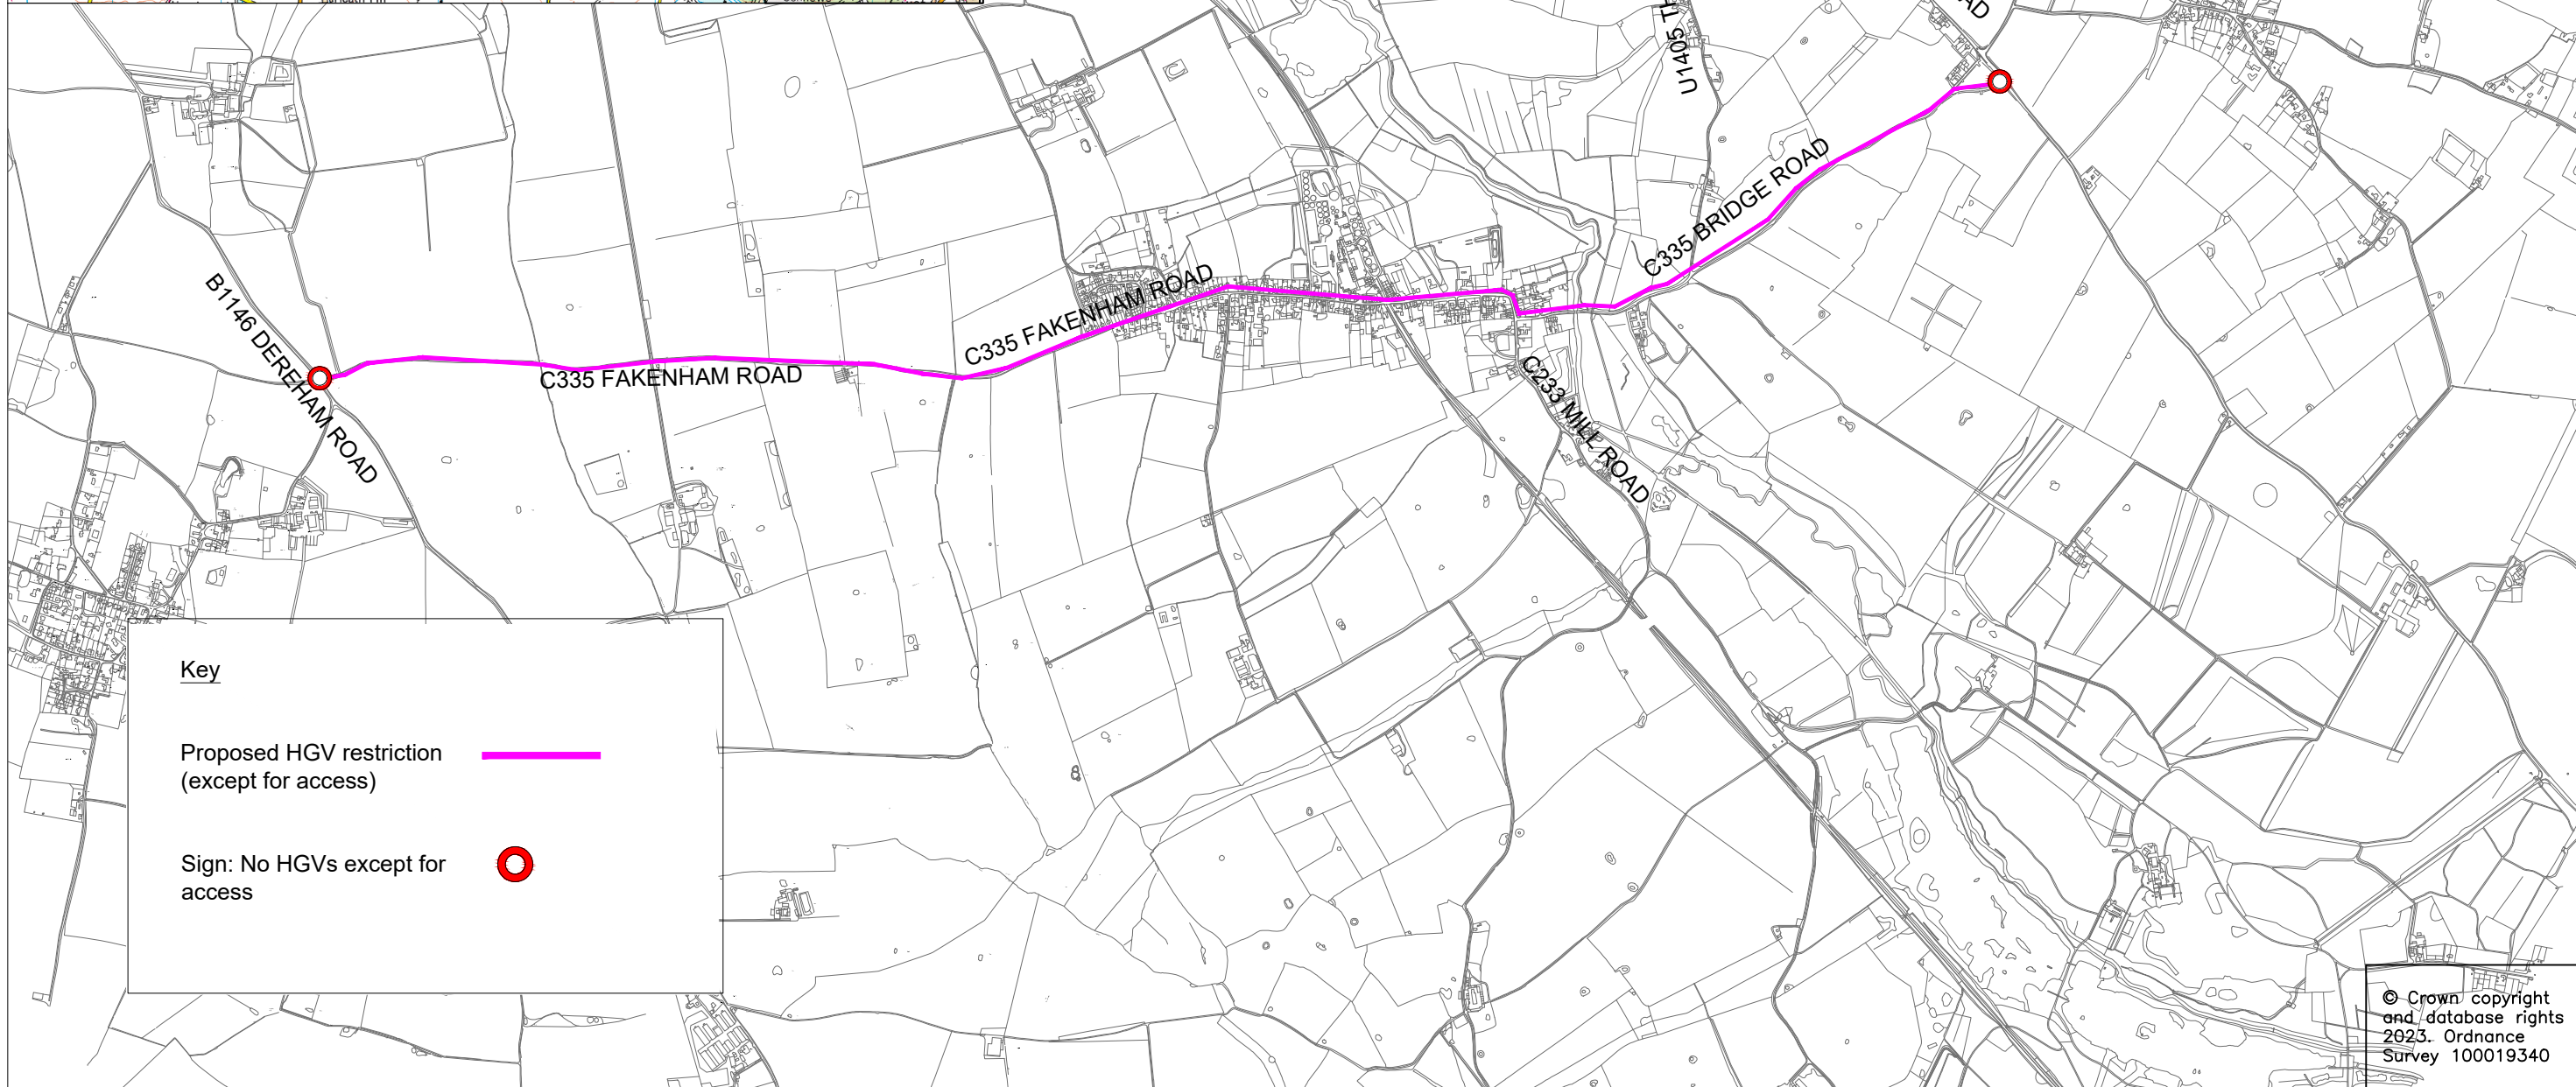 U1405 TH
C335 BRIDGE ROAD
C335 FAKENHAM ROAD
B1146 DEREHAM ROAD
C335 FAKENHAM ROAD
C233 MILL ROAD
Key
Proposed HGV restriction
(except for access)
Sign: No HGVs except for
access
© Crown copyright
and database rights
2023. Ordnance
Survey 100019340